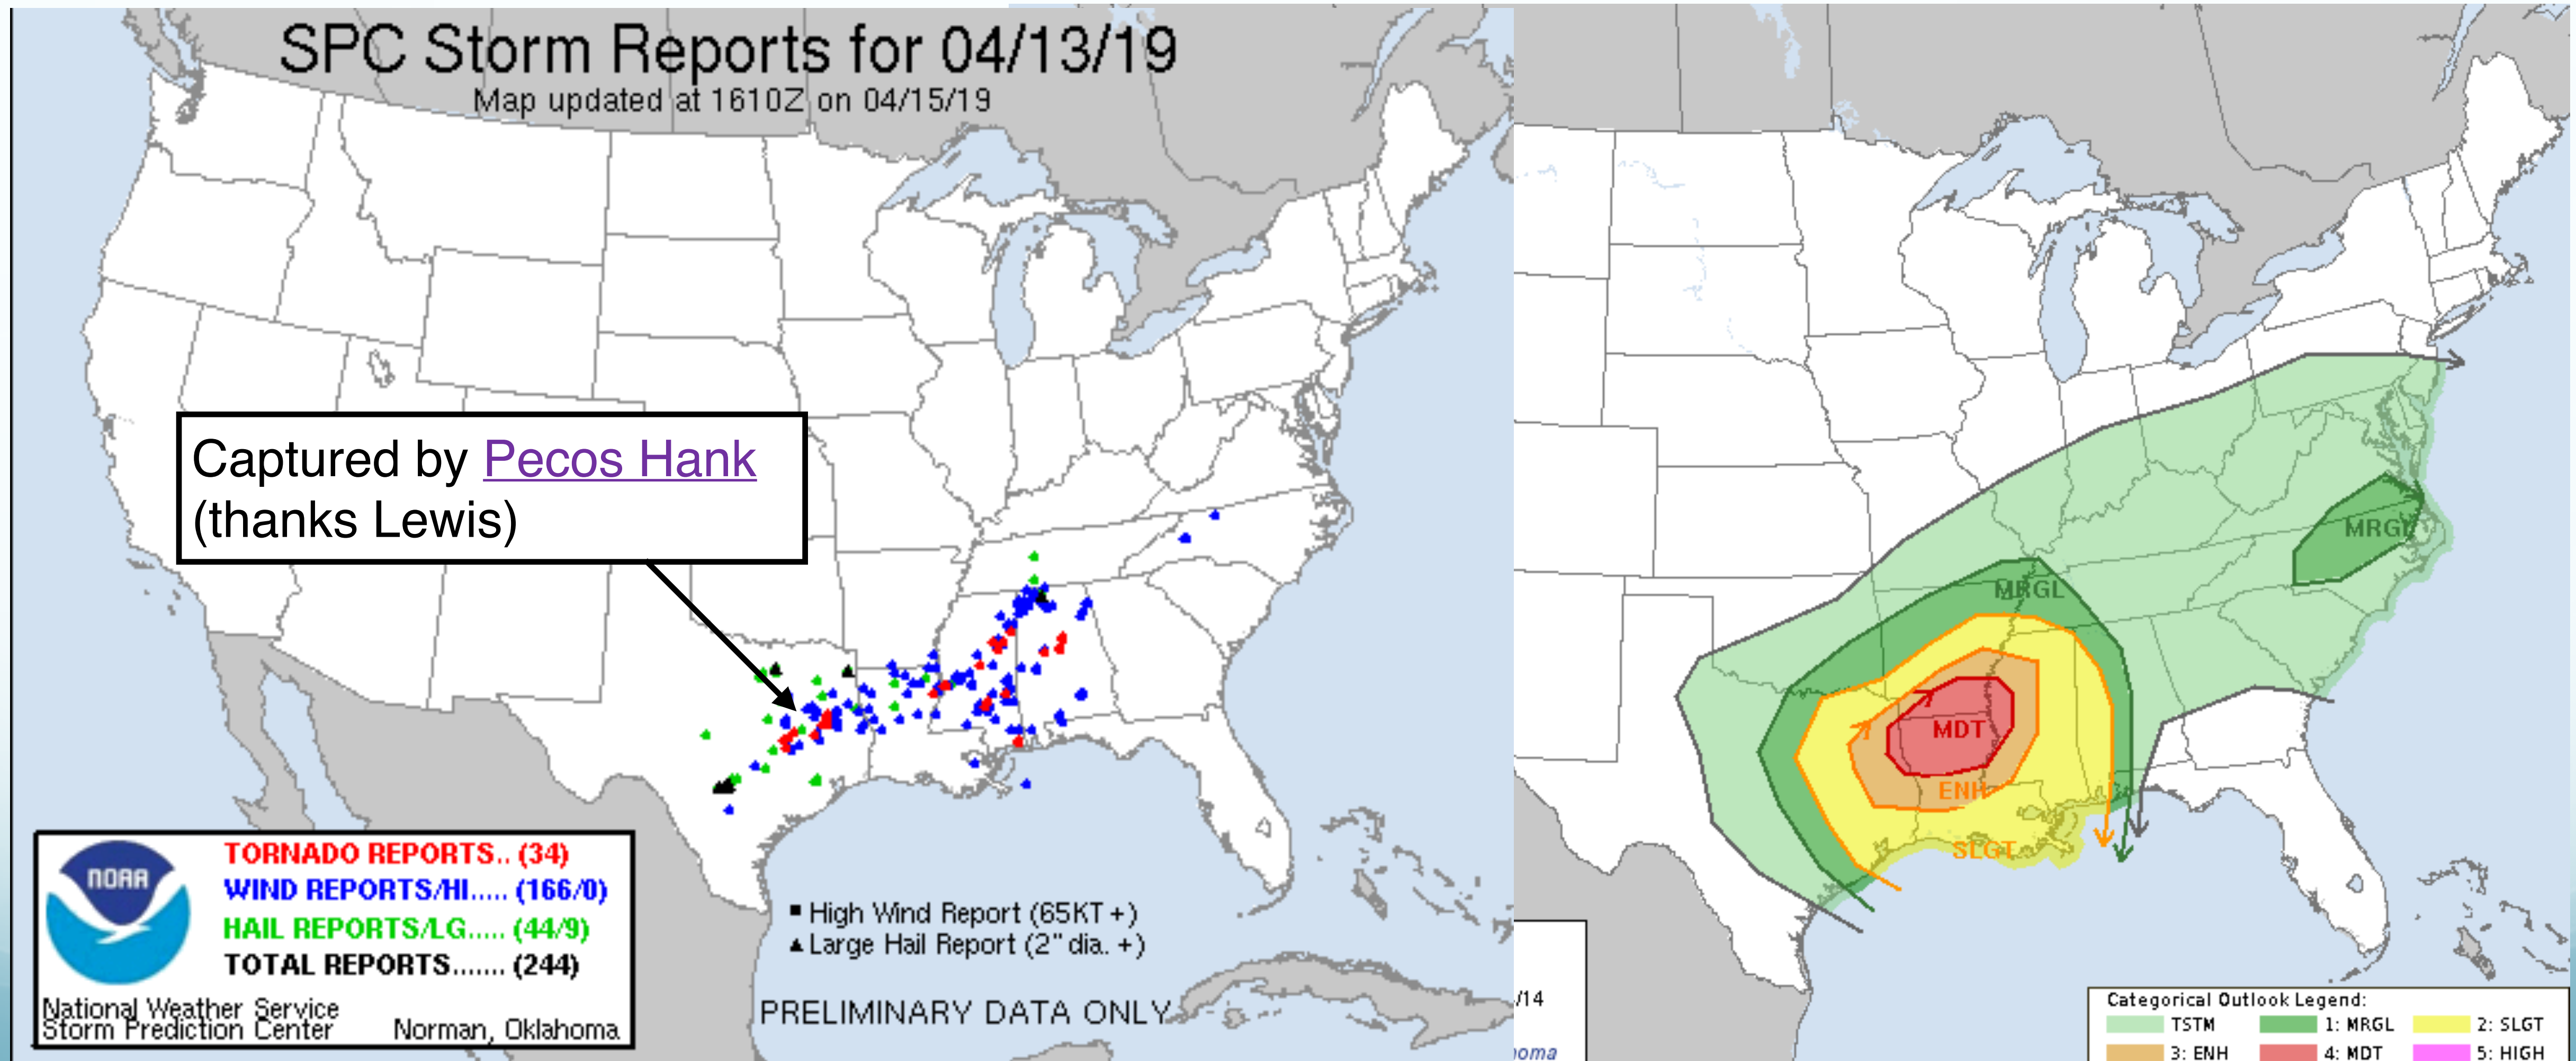 SPC Storm Reports for 04/13/19
Map updated at 1610Z on 04/15/19
Captured by Pecos Hank
(thanks Lewis)
NOAA
TORNADO REPORTS.. (34)
WIND REPORTS/HI..... (166/0)
HAIL REPORTS/LG..... (44/9)
TOTAL REPORTS....... (244)
National Weather Service
Storm Prediction Center Norman, Oklahoma
■ High Wind Report (65KT +)
▲ Large Hail Report (2" dia. +)
PRELIMINARY DATA ONLY
MRGL
MRGL
MDT
ENH
SLGT
/14
oma
Categorical Outlook Legend:
TSTM 1: MRGL 2: SLGT
3: ENH 4: MDT 5: HIGH